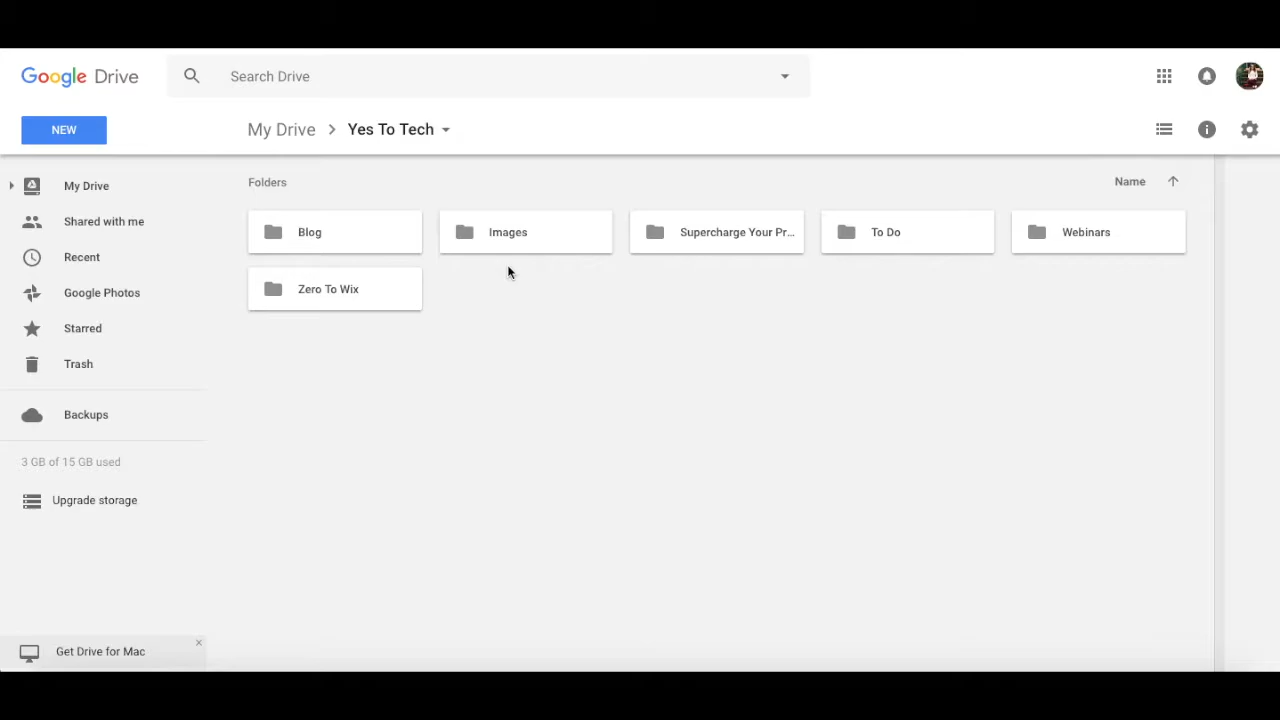 Google Drive
Search Drive
NEW
My Drive > Yes To Tech
My Drive
Shared with me
Recent
Google Photos
Starred
Trash
Backups
3 GB of 15 GB used
Upgrade storage
Get Drive for Mac
Folders
Name
Blog
Images
Supercharge Your Pr...
To Do
Webinars
Zero To Wix